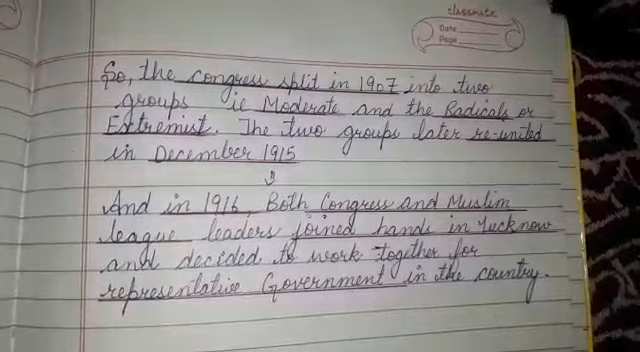 classmate
Date
Page
So, the congress split in 1907 into two
groups ie Moderate and the Radicals or
Extremist. The two groups later re-united
in December 1915
⇓
And in 1916, Both Congress and Muslim
league leaders joined hands in Lucknow
and decided to work together for
representative Government in the country.